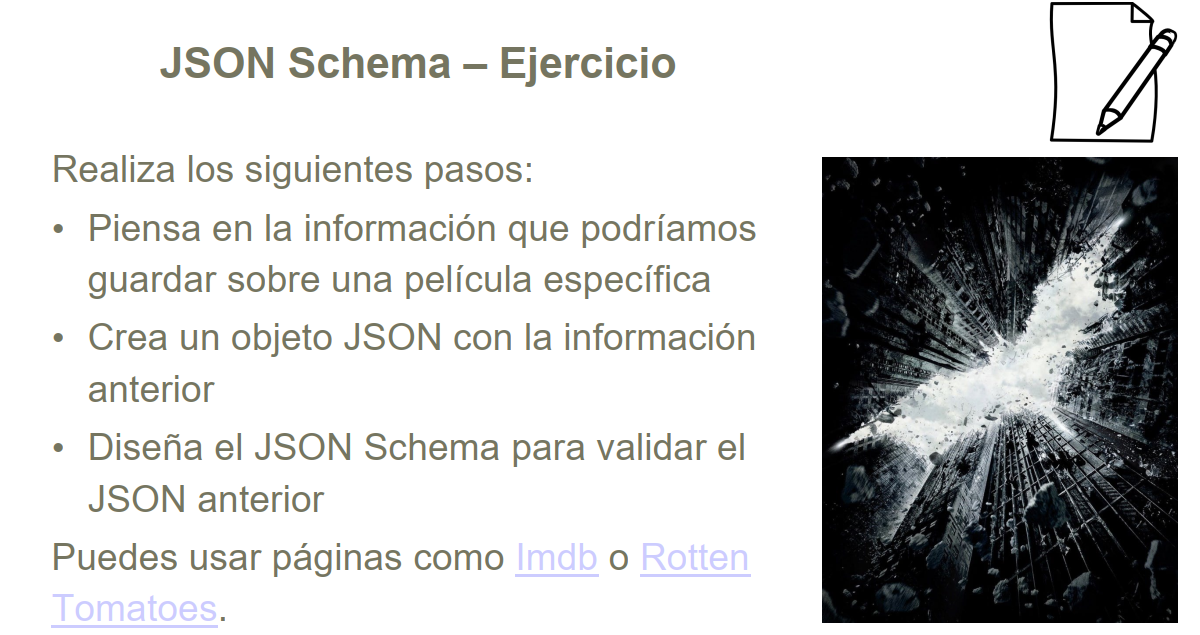 JSON Schema – Ejercicio
Realiza los siguientes pasos:
• Piensa en la información que podríamos
guardar sobre una película específica
• Crea un objeto JSON con la información
anterior
• Diseña el JSON Schema para validar el
JSON anterior
Puedes usar páginas como Imdb o Rotten
Tomatoes.